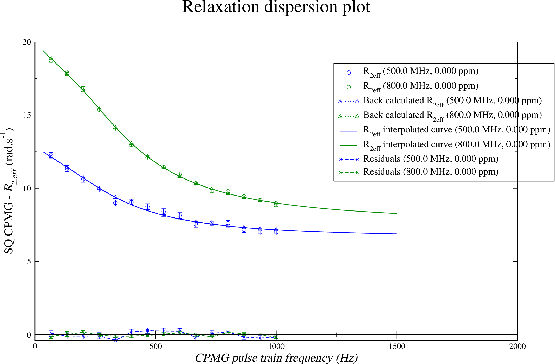 Relaxation dispersion plot
20
15
10
5
0
SQ CPMG - R2eff (rad.s-1)
R2eff (500.0 MHz, 0.000 ppm)
R2eff (800.0 MHz, 0.000 ppm)
Back calculated R2eff (500.0 MHz, 0.000 ppm)
Back calculated R2eff (800.0 MHz, 0.000 ppm)
R2eff interpolated curve (500.0 MHz, 0.000 ppm)
R2eff interpolated curve (800.0 MHz, 0.000 ppm)
Residuals (500.0 MHz, 0.000 ppm)
Residuals (800.0 MHz, 0.000 ppm)
0 500 1000 1500 2000
CPMG pulse train frequency (Hz)